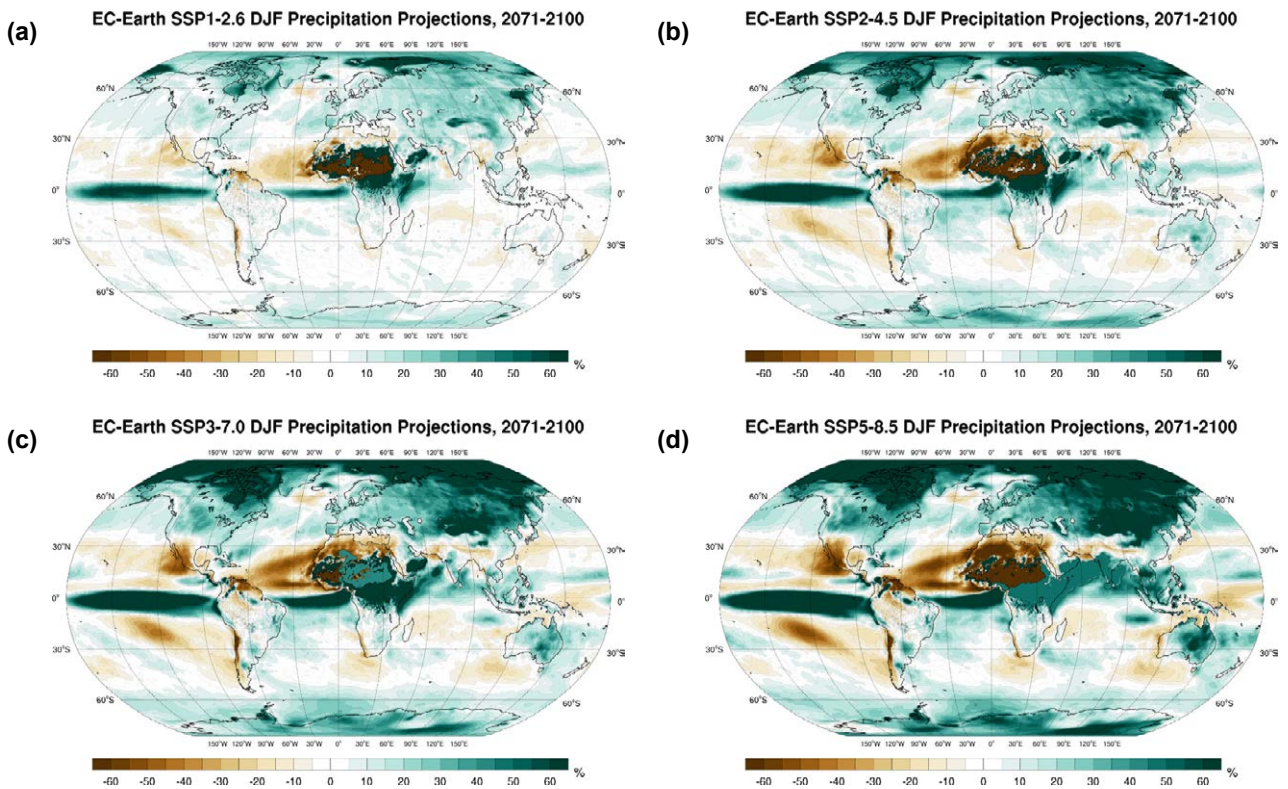 (a)
EC-Earth SSP1-2.6 DJF Precipitation Projections, 2071-2100
150°W 120°W 90°W 60°W 30°W 0° 30°E 60°E 90°E 120°E 150°E
60°N 60°N
30°N 30°N
0° 0°
30°S 30°S
60°S 60°S
150°W 120°W 90°W 60°W 30°W 0° 30°E 60°E 90°E 120°E 150°E
-60 -50 -40 -30 -20 -10 0 10 20 30 40 50 60 %
(b)
EC-Earth SSP2-4.5 DJF Precipitation Projections, 2071-2100
150°W 120°W 90°W 60°W 30°W 0° 30°E 60°E 90°E 120°E 150°E
60°N 60°N
30°N 30°N
0° 0°
30°S 30°S
60°S 60°S
150°W 120°W 90°W 60°W 30°W 0° 30°E 60°E 90°E 120°E 150°E
-60 -50 -40 -30 -20 -10 0 10 20 30 40 50 60 %
(c)
EC-Earth SSP3-7.0 DJF Precipitation Projections, 2071-2100
150°W 120°W 90°W 60°W 30°W 0° 30°E 60°E 90°E 120°E 150°E
60°N 60°N
30°N 30°N
0° 0°
30°S 30°S
60°S 60°S
150°W 120°W 90°W 60°W 30°W 0° 30°E 60°E 90°E 120°E 150°E
-60 -50 -40 -30 -20 -10 0 10 20 30 40 50 60 %
(d)
EC-Earth SSP5-8.5 DJF Precipitation Projections, 2071-2100
150°W 120°W 90°W 60°W 30°W 0° 30°E 60°E 90°E 120°E 150°E
60°N 60°N
30°N 30°N
0° 0°
30°S 30°S
60°S 60°S
150°W 120°W 90°W 60°W 30°W 0° 30°E 60°E 90°E 120°E 150°E
-60 -50 -40 -30 -20 -10 0 10 20 30 40 50 60 %